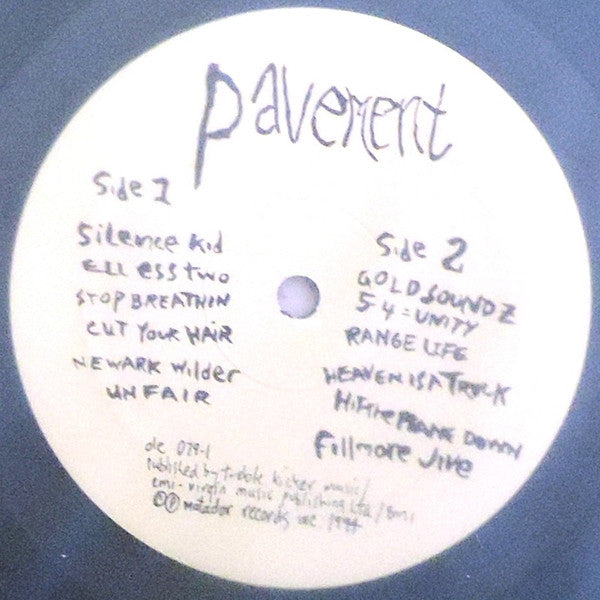 pavement
Side 1
Silence Kid
ELL ESS TWO
STOP BREATHIN
CUT YOUR HAIR
NEWARK Wilder
UNFAIR
Side 2
GOLD SOUNDZ
5-4=UNITY
RANGE LIFE
HEAVEN IS A TRUCK
HIT THE PLANE DOWN
Fillmore Jive
ole 079-1
published by treble kicker music/
emi-virgin music publishing Ltd/bmi
©℗ matador records 1994